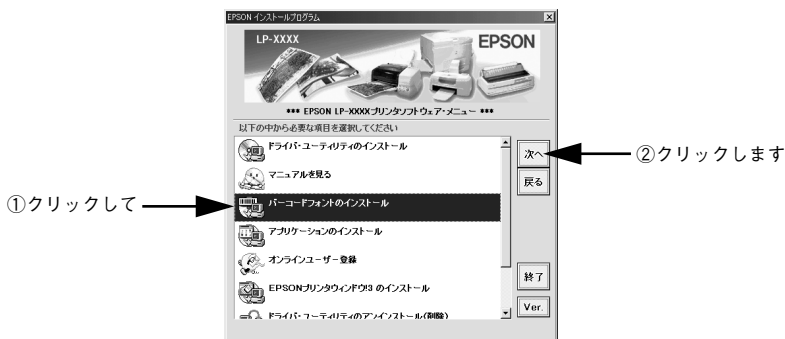 EPSON インストールプログラム
LP-XXXX
EPSON
*** EPSON LP-XXXXプリンタソフトウェア・メニュー ***
以下の中から必要な項目を選択してください
ドライバ・ユーティリティのインストール
次へ
②クリックします
マニュアルを見る
戻る
①クリックして
バーコードフォントのインストール
アプリケーションのインストール
オンラインユーザー登録
終了
EPSONプリンタウィンドウ!3 のインストール
Ver.
ドライバ・ユーティリティのアンインストール(削除)